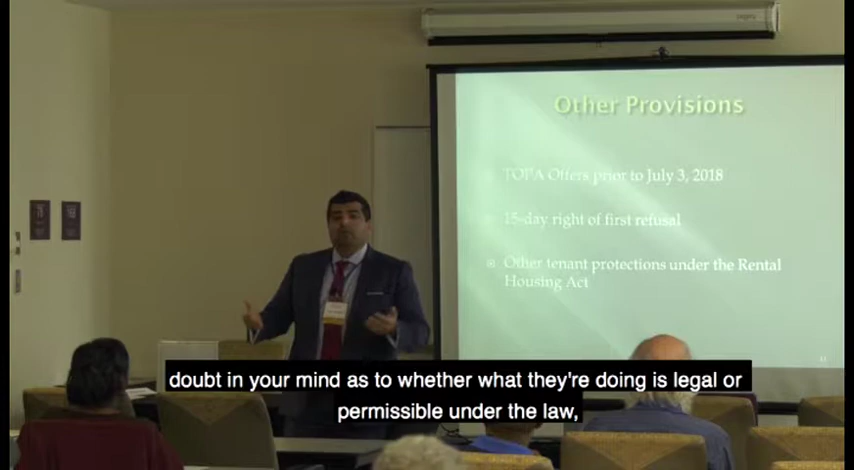 Other Provisions
TOPA Offers prior to July 3, 2018
15-day right of first refusal
Other tenant protections under the Rental
Housing Act
doubt in your mind as to whether what they're doing is legal or
permissible under the law,